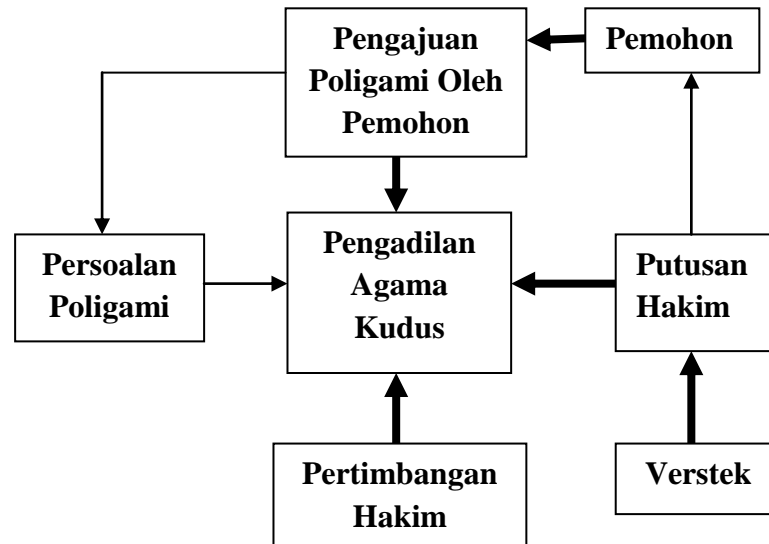 Pengajuan
Poligami Oleh
Pemohon
Pemohon
Persoalan
Poligami
Pengadilan
Agama
Kudus
Putusan
Hakim
Pertimbangan
Hakim
Verstek